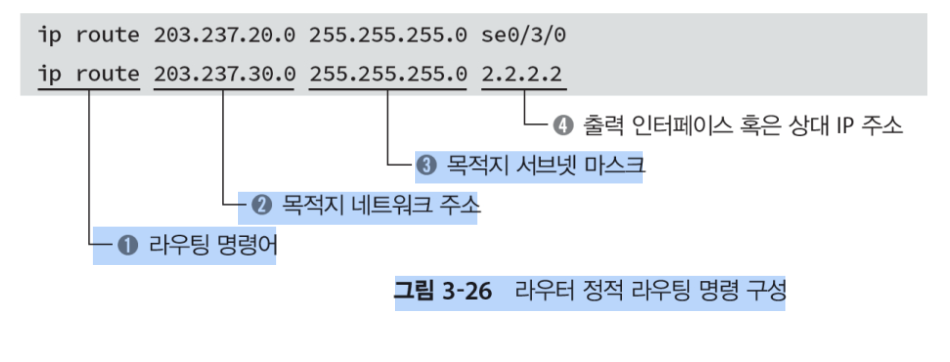 ip route 203.237.20.0 255.255.255.0 se0/3/0
ip route 203.237.30.0 255.255.255.0 2.2.2.2
❹ 출력 인터페이스 혹은 상대 IP 주소
❸ 목적지 서브넷 마스크
❷ 목적지 네트워크 주소
❶ 라우팅 명령어
그림 3-26 라우터 정적 라우팅 명령 구성